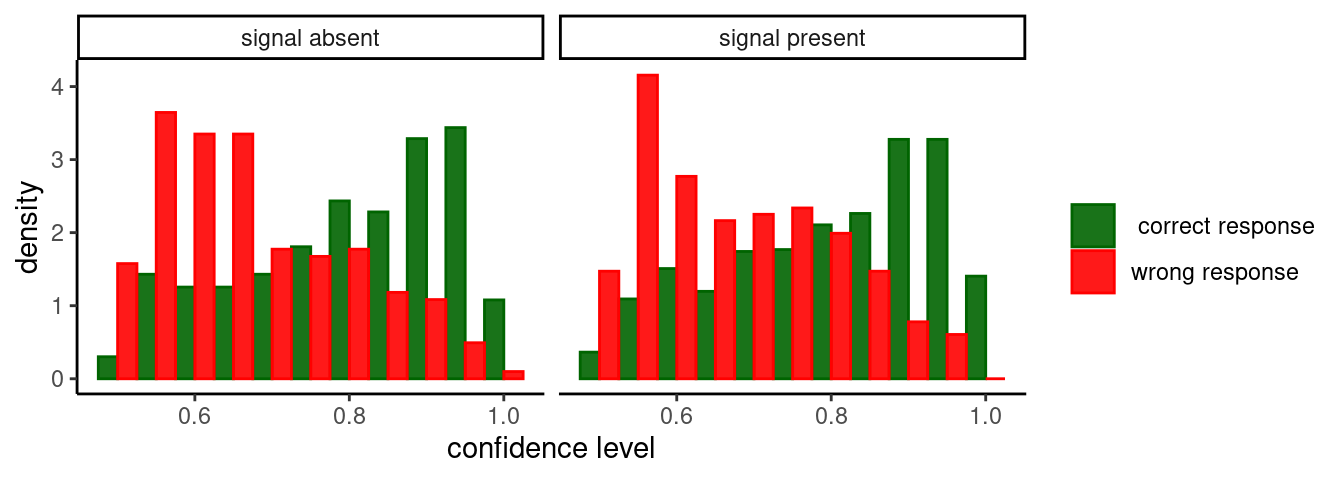 signal absent
signal present
density
4
3
2
1
0
0.6
0.8
1.0
0.6
0.8
1.0
confidence level
correct response
wrong response